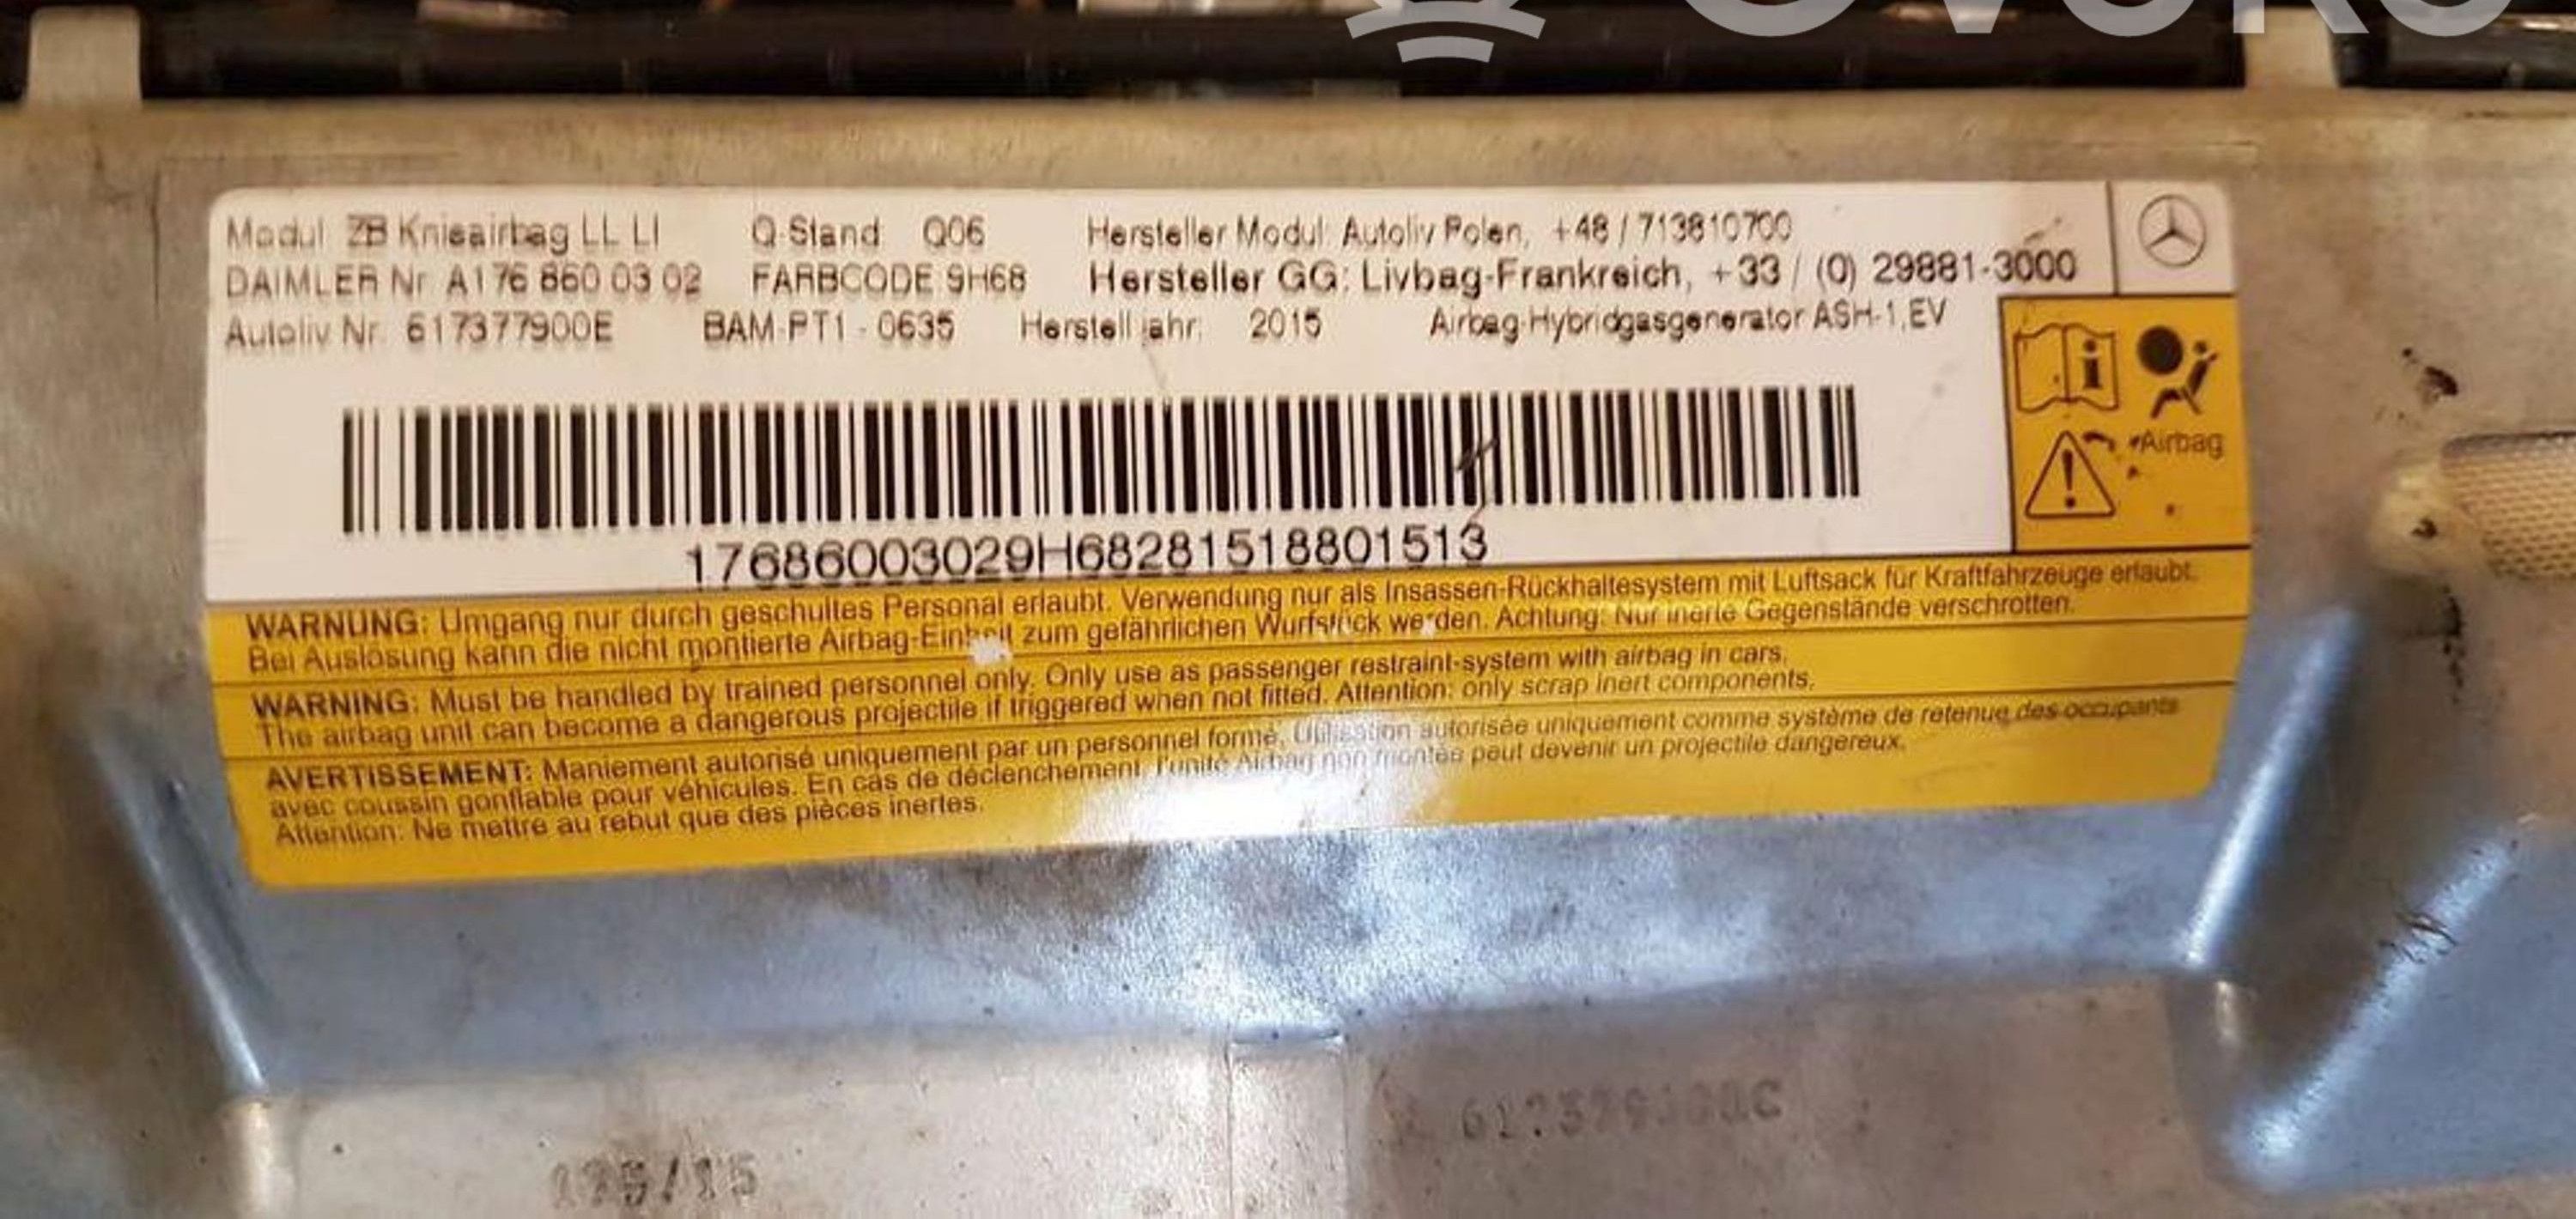 Modul ZB Knieairbag LL LI Q-Stand Q06 Hersteller Modul: Autoliv Polen, +48 / 713810700
DAIMLER Nr A176 860 03 02 FARBCODE 9H68 Hersteller GG: Livbag-Frankreich, +33 / (0) 29881-3000
Autoliv Nr. 617377900E BAM-PT1 - 0635 Herstell jahr: 2015 Airbag-Hybridgasgenerator ASH-1,EV
Airbag
17686003029H68281518801513
WARNUNG: Umgang nur durch geschultes Personal erlaubt. Verwendung nur als Insassen-Rückhaltesystem mit Luftsack für Kraftfahrzeuge erlaubt.
Bei Auslösung kann die nicht montierte Airbag-Einheit zum gefährlichen Wurfstück werden. Achtung: Nur inerte Gegenstände verschrotten.
WARNING: Must be handled by trained personnel only. Only use as passenger restraint-system with airbag in cars.
The airbag unit can become a dangerous projectile if triggered when not fitted. Attention: only scrap inert components.
AVERTISSEMENT: Maniement autorisé uniquement par un personnel formé. Utilisation autorisée uniquement comme système de retenue des occupants
avec coussin gonflable pour véhicules. En cas de déclenchement, l'unité Airbag non montée peut devenir un projectile dangereux.
Attention: Ne mettre au rebut que des pièces inertes.